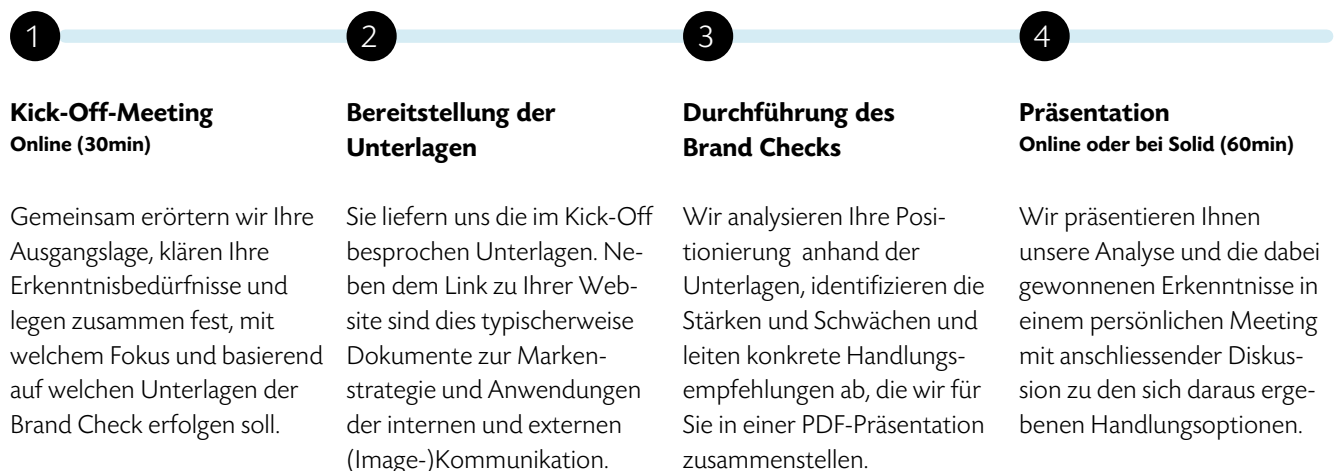 1
Kick-Off-Meeting
Online (30min)
Gemeinsam erörtern wir Ihre
Ausgangslage, klären Ihre
Erkenntnisbedürfnisse und
legen zusammen fest, mit
welchem Fokus und basierend
auf welchen Unterlagen der
Brand Check erfolgen soll.
2
Bereitstellung der
Unterlagen
Sie liefern uns die im Kick-Off
besprochen Unterlagen. Ne-
ben dem Link zu Ihrer Web-
site sind dies typischerweise
Dokumente zur Marken-
strategie und Anwendungen
der internen und externen
(Image-)Kommunikation.
3
Durchführung des
Brand Checks
Wir analysieren Ihre Posi-
tionierung anhand der
Unterlagen, identifizieren die
Stärken und Schwächen und
leiten konkrete Handlungs-
empfehlungen ab, die wir für
Sie in einer PDF-Präsentation
zusammenstellen.
4
Präsentation
Online oder bei Solid (60min)
Wir präsentieren Ihnen
unsere Analyse und die dabei
gewonnenen Erkenntnisse in
einem persönlichen Meeting
mit anschliessender Diskus-
sion zu den sich daraus erge-
benen Handlungsoptionen.